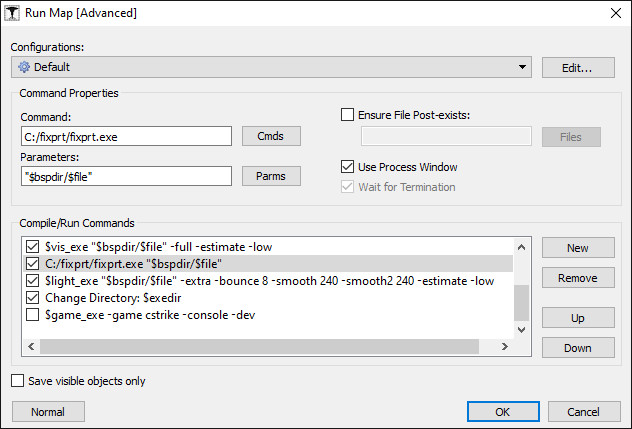 Run Map [Advanced]
Configurations:
Default
Edit...
Command Properties
Command:
C:/fixprt/fixprt.exe
Cmds
Parameters:
"$bspdir/$file"
Parms
Ensure File Post-exists:
Files
Use Process Window
Wait for Termination
Compile/Run Commands
$vis_exe "$bspdir/$file" -full -estimate -low
C:/fixprt/fixprt.exe "$bspdir/$file"
$light_exe "$bspdir/$file" -extra -bounce 8 -smooth 240 -smooth2 240 -estimate -low
Change Directory: $exedir
$game_exe -game cstrike -console -dev
New
Remove
Up
Down
Save visible objects only
Normal
OK
Cancel